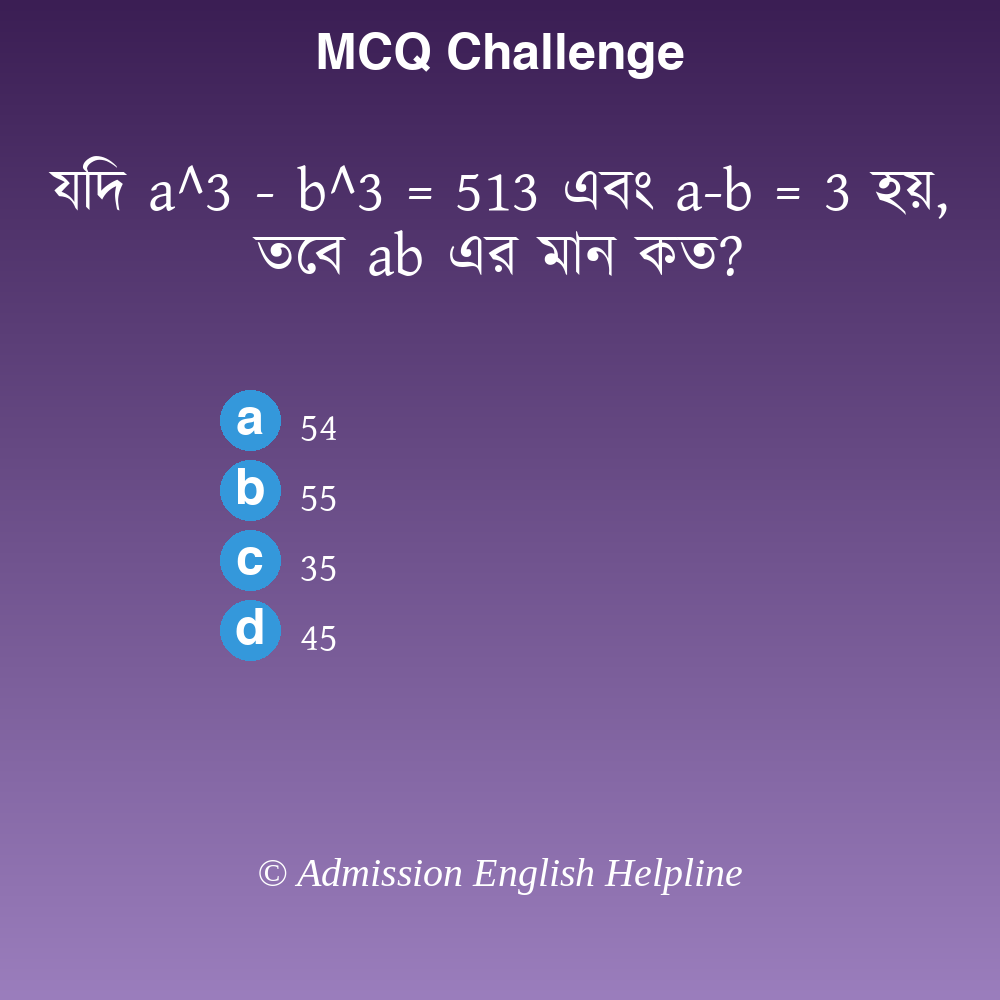 MCQ Challenge
যদি a^3 - b^3 = 513 এবং a-b = 3 হয়,
তবে ab এর মান কত?
a 54
b 55
c 35
d 45
© Admission English Helpline